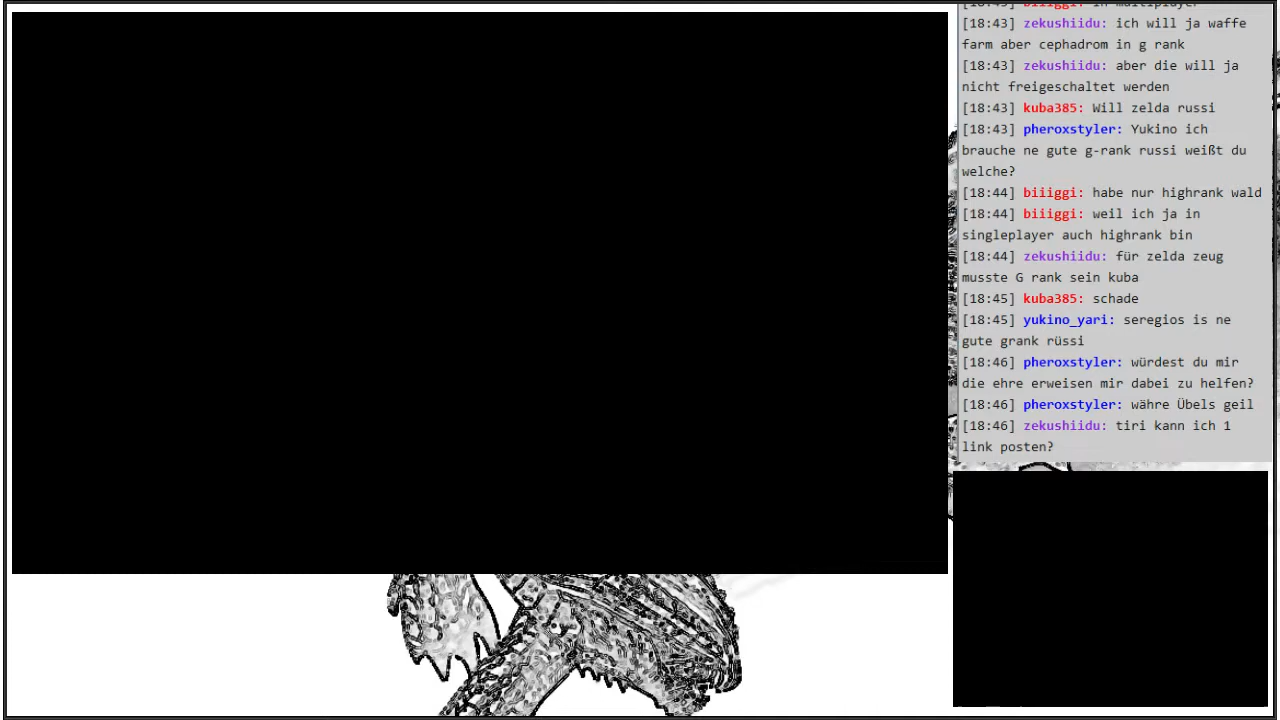 [18:43] biiiggi: in multiplayer
[18:43] zekushiidu: ich will ja waffe
farm aber cephadrom in g rank
[18:43] zekushiidu: aber die will ja
nicht freigeschaltet werden
[18:43] kuba385: Will zelda russi
[18:43] pheroxstyler: Yukino ich
brauche ne gute g-rank russi weißt du
welche?
[18:44] biiiggi: habe nur highrank wald
[18:44] biiiggi: weil ich ja in
singleplayer auch highrank bin
[18:44] zekushiidu: für zelda zeug
musste G rank sein kuba
[18:45] kuba385: schade
[18:45] yukino_yari: seregios is ne
gute grank rüssi
[18:46] pheroxstyler: würdest du mir
die ehre erweisen mir dabei zu helfen?
[18:46] pheroxstyler: währe Übels geil
[18:46] zekushiidu: tiri kann ich 1
link posten?